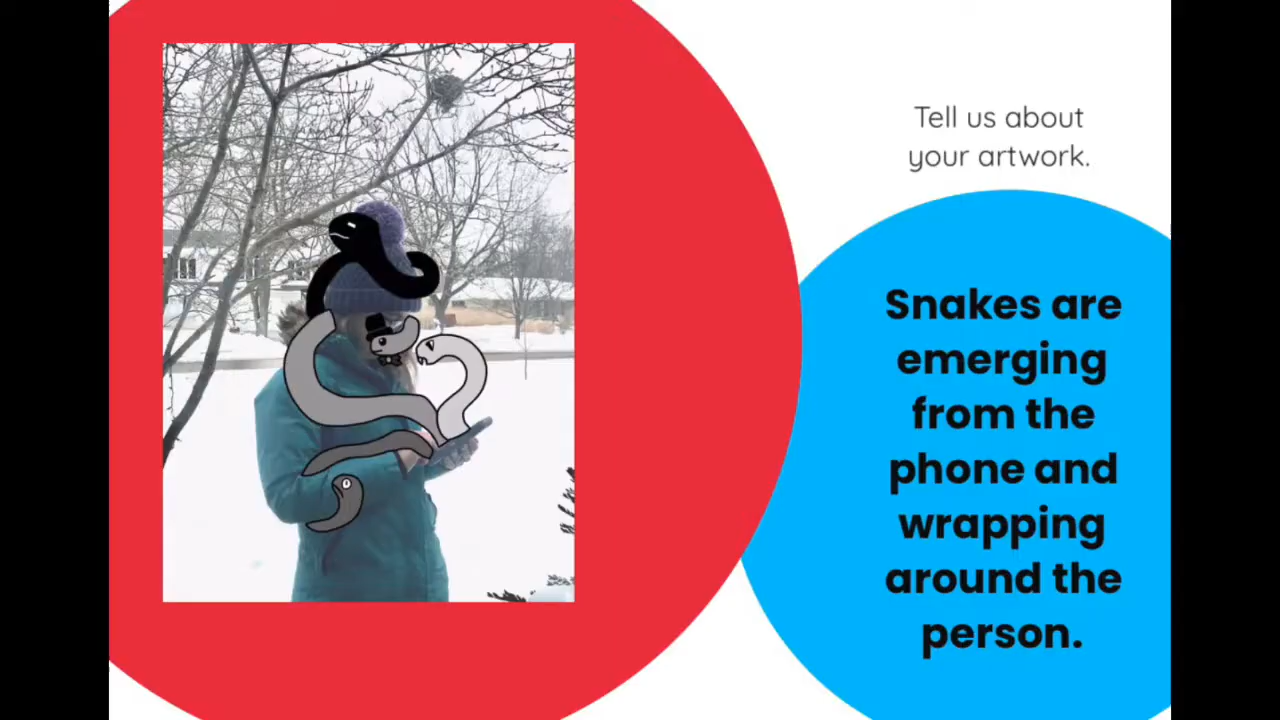 Tell us about
your artwork.
Snakes are
emerging
from the
phone and
wrapping
around the
person.